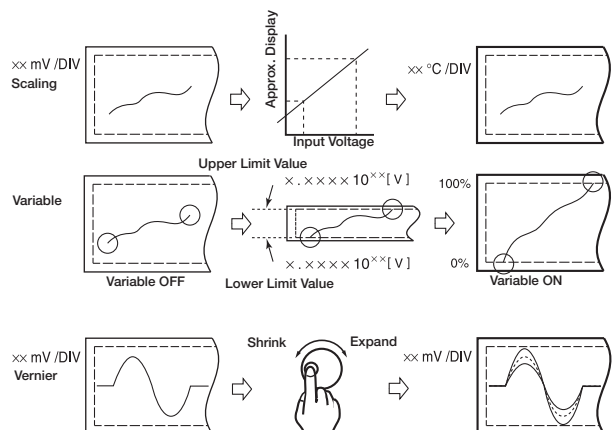 ×× mV /DIV
Scaling
Approx. Display
Input Voltage
×× °C /DIV
Variable
Variable OFF
Upper Limit Value
×.×××× 10××[ V ]
×.×××× 10××[ V ]
Lower Limit Value
100%
0%
Variable ON
×× mV /DIV
Vernier
Shrink
Expand
×× mV /DIV